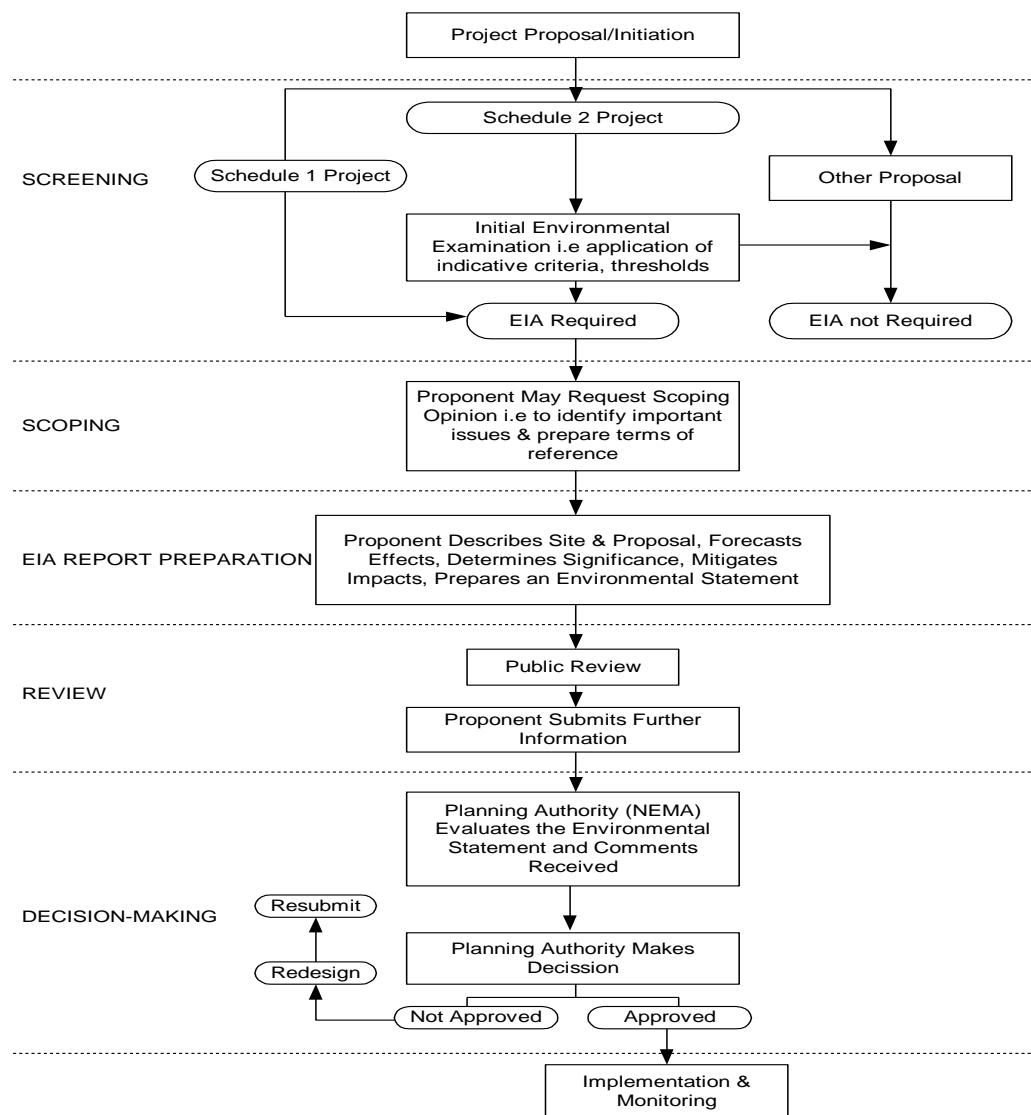 Project Proposal/Initiation
Schedule 2 Project
SCREENING
Schedule 1 Project
Other Proposal
Initial Environmental
Examination i.e application of
indicative criteria, thresholds
EIA Required
EIA not Required
SCOPING
Proponent May Request Scoping
Opinion i.e to identify important
issues & prepare terms of
reference
EIA REPORT PREPARATION
Proponent Describes Site & Proposal, Forecasts
Effects, Determines Significance, Mitigates
Impacts, Prepares an Environmental Statement
REVIEW
Public Review
Proponent Submits Further
Information
DECISION-MAKING
Planning Authority (NEMA)
Evaluates the Environmental
Statement and Comments
Received
Resubmit
Redesign
Planning Authority Makes
Decission
Not Approved
Approved
Implementation &
Monitoring